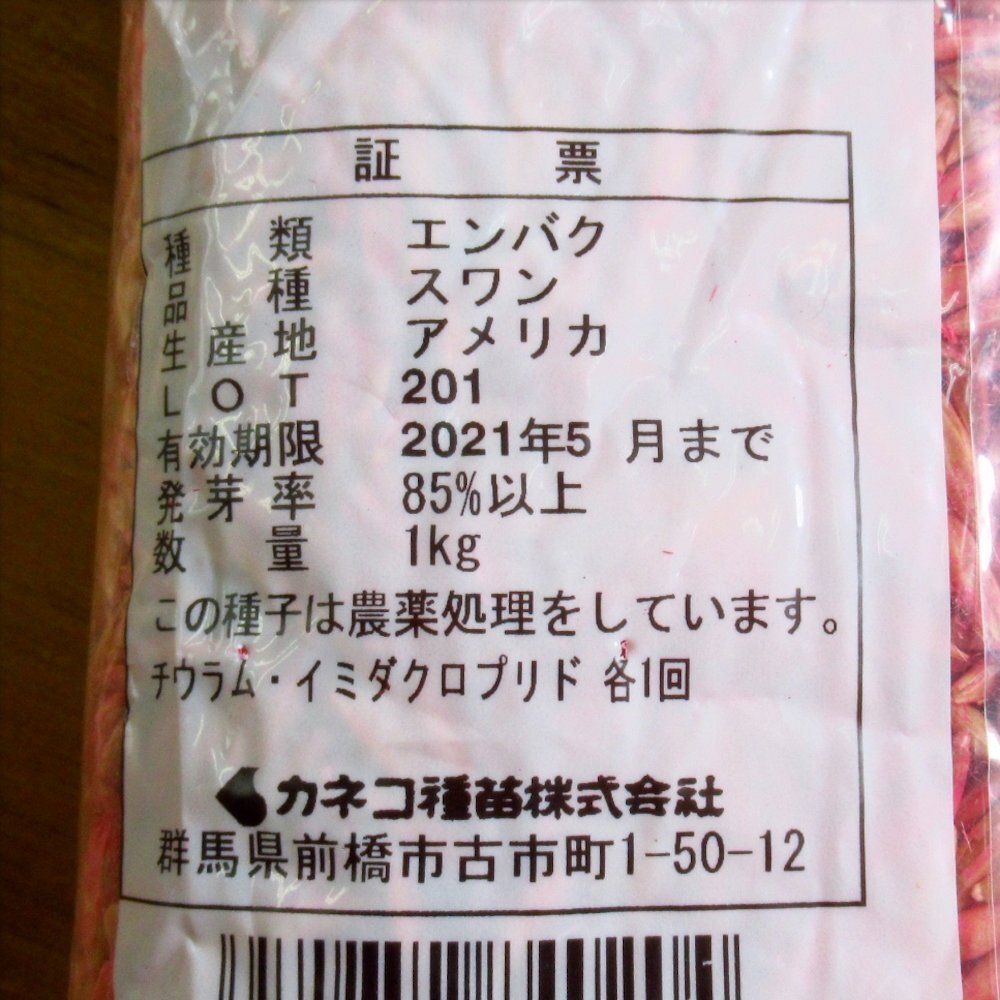 証票
種類 エンバク
品種 スワン
生産地 アメリカ
LOT 201
有効期限 2021年5月まで
発芽率 85%以上
数量 1kg
この種子は農薬処理をしています。
チウラム・イミダクロプリド 各1回
カネコ種苗株式会社
群馬県前橋市古市町1-50-12